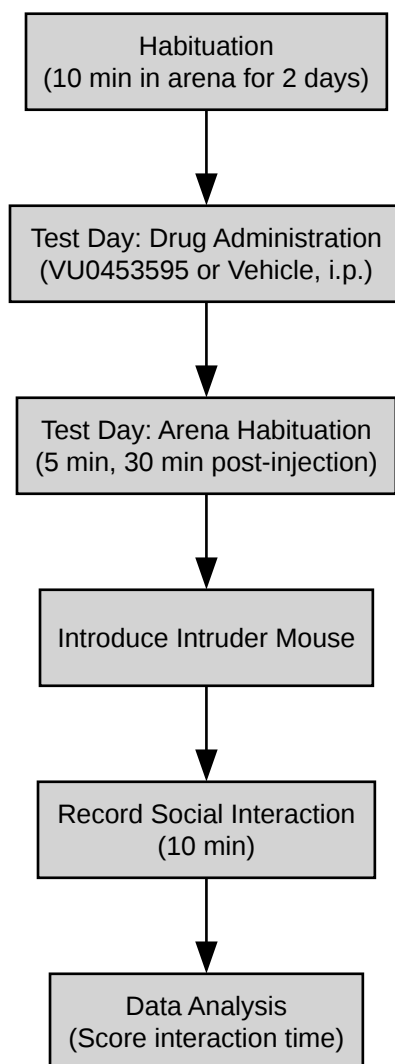 Habituation
(10 min in arena for 2 days)
Test Day: Drug Administration
(VU0453595 or Vehicle, i.p.)
Test Day: Arena Habituation
(5 min, 30 min post-injection)
Introduce Intruder Mouse
Record Social Interaction
(10 min)
Data Analysis
(Score interaction time)